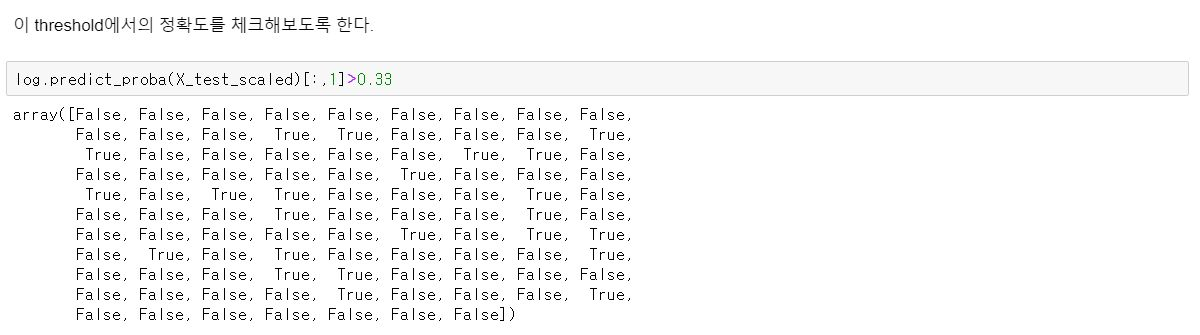 이 threshold에서의 정확도를 체크해보도록 한다.
log.predict_proba(X_test_scaled)[:,1]>0.33
array([False, False, False, False, False, False, False, False, False,
False, False, False, True, True, False, False, False, True,
True, False, False, False, False, False, True, True, False,
False, False, False, False, False, True, False, False, False,
True, False, True, True, False, False, False, True, False,
False, False, False, True, False, False, False, True, False,
False, False, False, False, False, True, False, True, True,
False, True, False, True, False, False, False, False, True,
False, False, False, True, True, False, False, False, False,
False, False, False, False, True, False, False, False, True,
False, False, False, False, False, False, False])